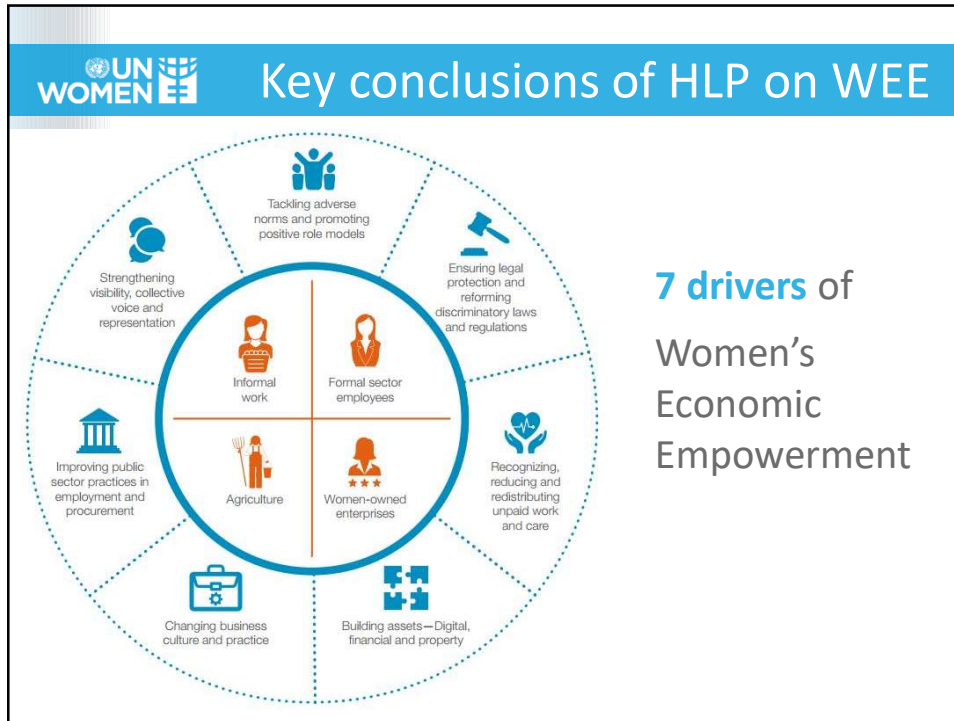 UN
WOMEN
Key conclusions of HLP on WEE
Tackling adverse
norms and promoting
positive role models
Ensuring legal
protection and
reforming
discriminatory laws
and regulations
Recognizing,
reducing and
redistributing
unpaid work
and care
Building assets—Digital,
financial and property
Changing business
culture and practice
Improving public
sector practices in
employment and
procurement
Strengthening
visibility, collective
voice and
representation
Informal
work
Formal sector
employees
Agriculture
Women-owned
enterprises
7 drivers of
Women’s
Economic
Empowerment